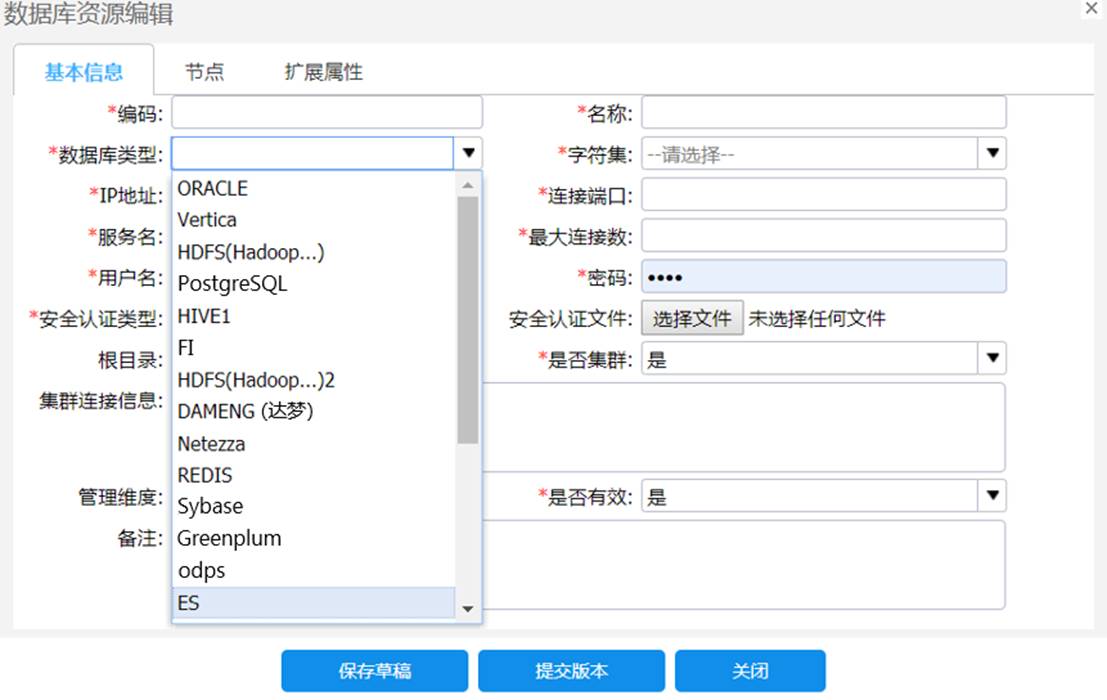 数据库资源编辑
基本信息 节点 扩展属性
*编码: *名称:
*数据库类型: *字符集: --请选择--
*IP地址: *连接端口:
*服务名: *最大连接数:
*用户名: *密码: ••••
*安全认证类型: 安全认证文件: 选择文件 未选择任何文件
根目录: *是否集群: 是
集群连接信息:
管理维度: *是否有效: 是
备注:
ORACLE
Vertica
HDFS(Hadoop...)
PostgreSQL
HIVE1
FI
HDFS(Hadoop...)2
DAMENG (达梦)
Netezza
REDIS
Sybase
Greenplum
odps
ES
保存草稿 提交版本 关闭